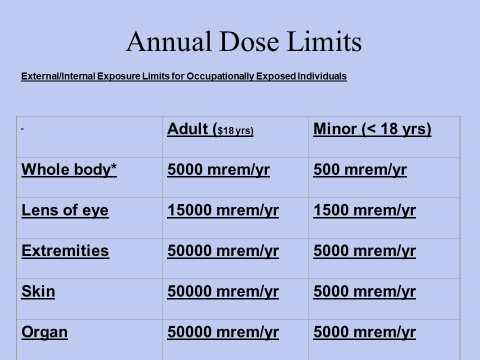 Annual Dose Limits
External/Internal Exposure Limits for Occupationally Exposed Individuals
Adult ($18 yrs) Minor (< 18 yrs)
Whole body* 5000 mrem/yr 500 mrem/yr
Lens of eye 15000 mrem/yr 1500 mrem/yr
Extremities 50000 mrem/yr 5000 mrem/yr
Skin 50000 mrem/yr 5000 mrem/yr
Organ 50000 mrem/yr 5000 mrem/yr